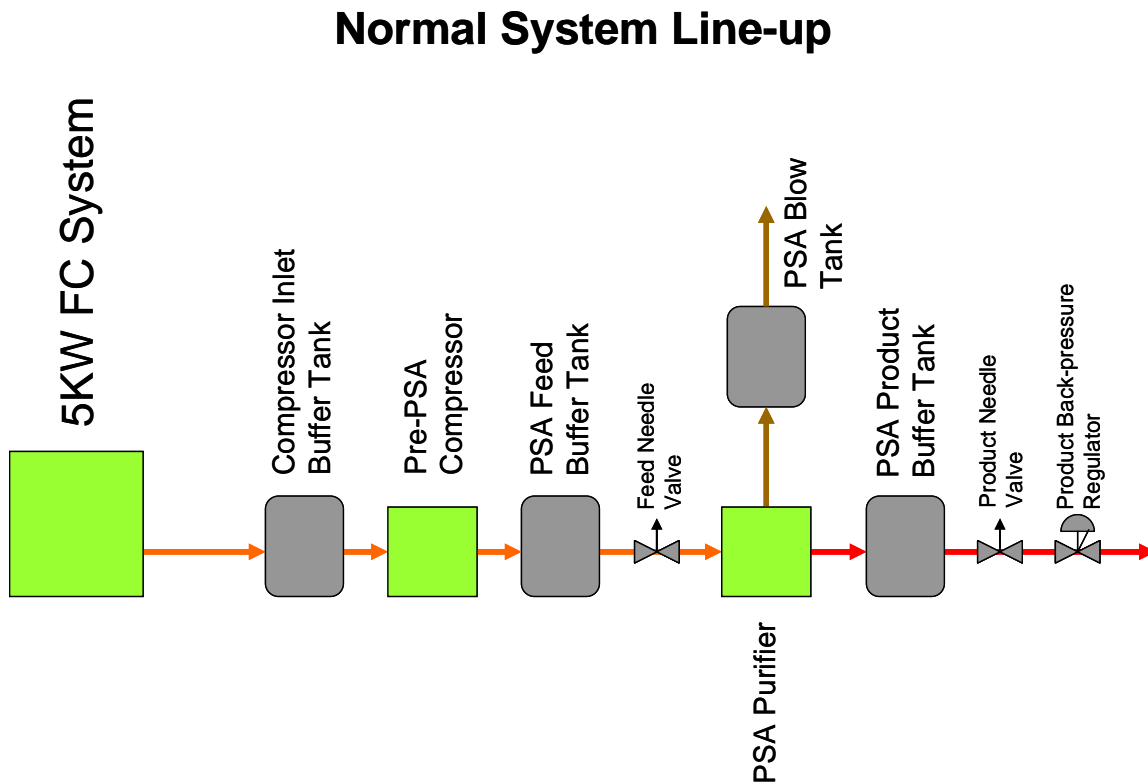 Normal System Line-up
5KW FC System
Compressor Inlet
Buffer Tank
Pre-PSA
Compressor
PSA Feed
Buffer Tank
Feed Needle
Valve
PSA Purifier
PSA Blow
Tank
PSA Product
Buffer Tank
Product Needle
Valve
Product Back-pressure
Regulator